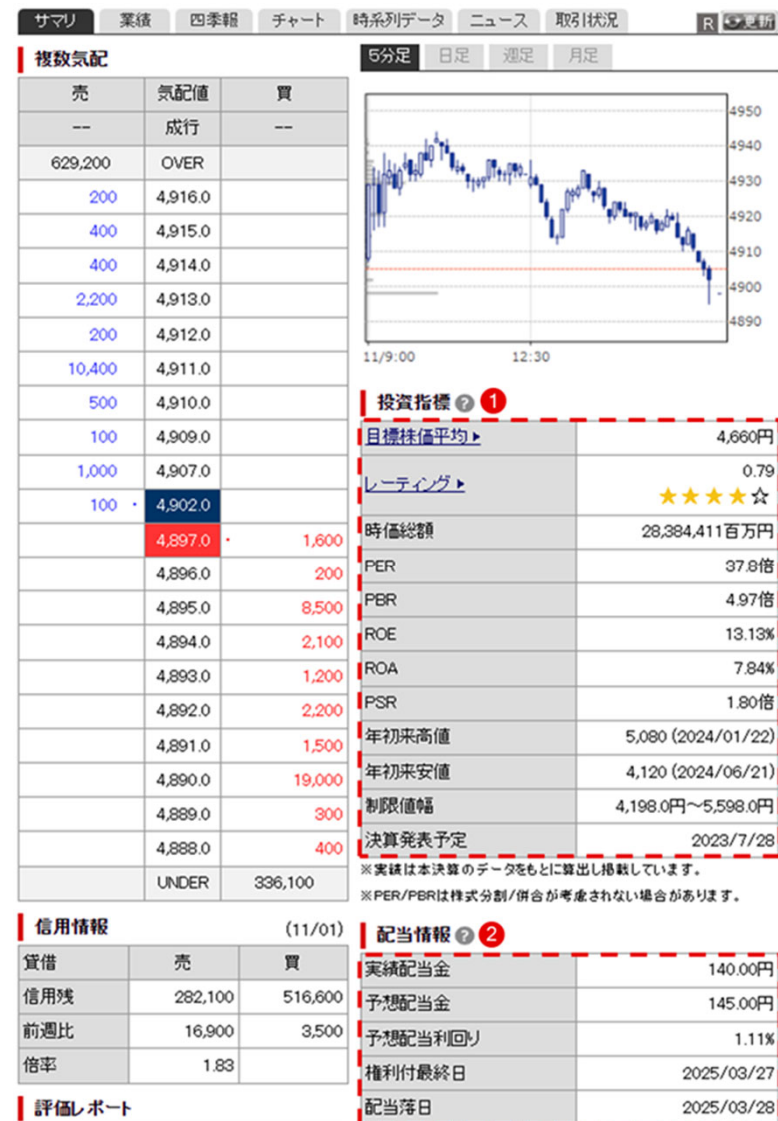 サマリ 業績 四季報 チャート 時系列データ ニュース 取引状況 R 更新
複数気配
売 気配値 買
-- 成行 --
629,200 OVER
200 4,916.0
400 4,915.0
400 4,914.0
2,200 4,913.0
200 4,912.0
10,400 4,911.0
500 4,910.0
100 4,909.0
1,000 4,907.0
100 ・ 4,902.0
4,897.0 ・ 1,600
4,896.0 200
4,895.0 8,500
4,894.0 2,100
4,893.0 1,200
4,892.0 2,200
4,891.0 1,500
4,890.0 19,000
4,889.0 300
4,888.0 400
UNDER 336,100
信用情報 (11/01)
貸借 売 買
信用残 282,100 516,600
前週比 16,900 3,500
倍率 1.83
評価レポート
5分足 日足 週足 月足
4950
4940
4930
4920
4910
4900
4890
11/9:00 12:30
投資指標 ? 1
目標株価平均▶ 4,660円
レーティング▶ 0.79
★★★★☆
時価総額 28,384,411百万円
PER 37.8倍
PBR 4.97倍
ROE 13.13%
ROA 7.84%
PSR 1.80倍
年初来高値 5,080 (2024/01/22)
年初来安値 4,120 (2024/06/21)
制限値幅 4,198.0円～5,598.0円
決算発表予定 2023/7/28
※実績は本決算のデータをもとに算出し掲載しています。
※PER/PBRは株式分割/併合が考慮されない場合があります。
配当情報 ? 2
実績配当金 140.00円
予想配当金 145.00円
予想配当利回り 1.11%
権利付最終日 2025/03/27
配当落日 2025/03/28